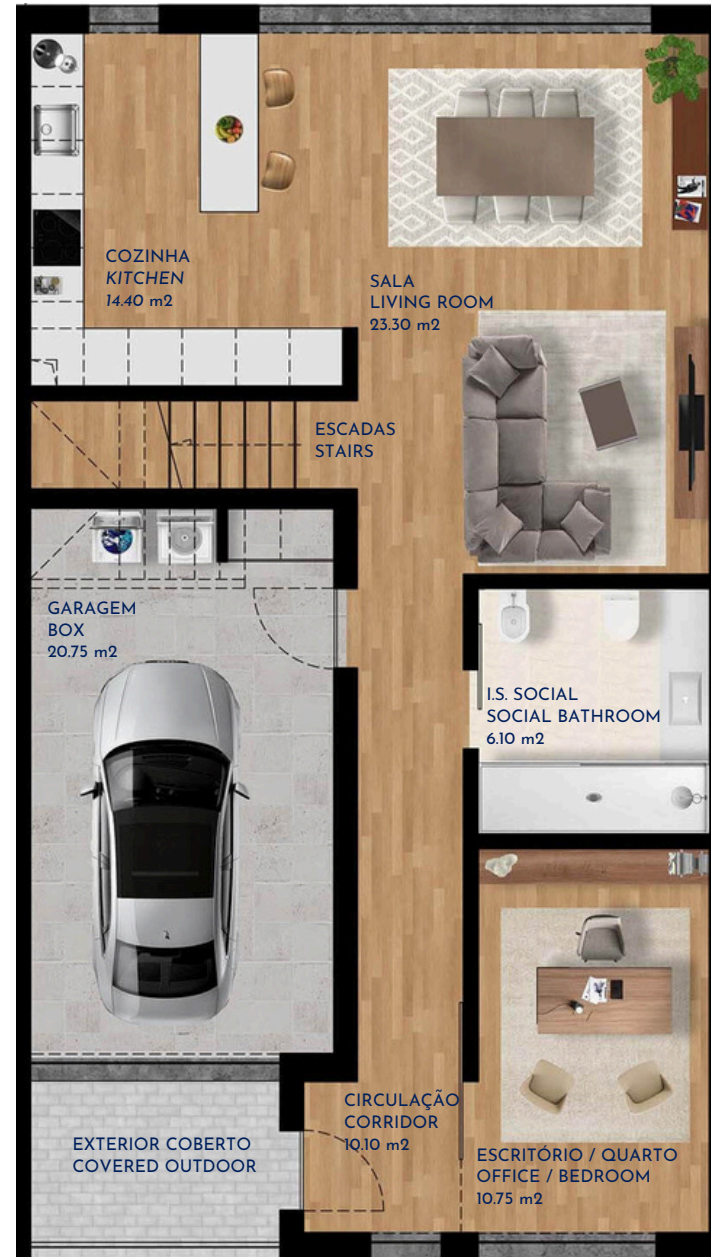 COZINHA
KITCHEN
14.40 m2
SALA
LIVING ROOM
23.30 m2
ESCADAS
STAIRS
GARAGEM
BOX
20.75 m2
I.S. SOCIAL
SOCIAL BATHROOM
6.10 m2
CIRCULAÇÃO
CORRIDOR
10.10 m2
EXTERIOR COBERTO
COVERED OUTDOOR
ESCRITÓRIO / QUARTO
OFFICE / BEDROOM
10.75 m2